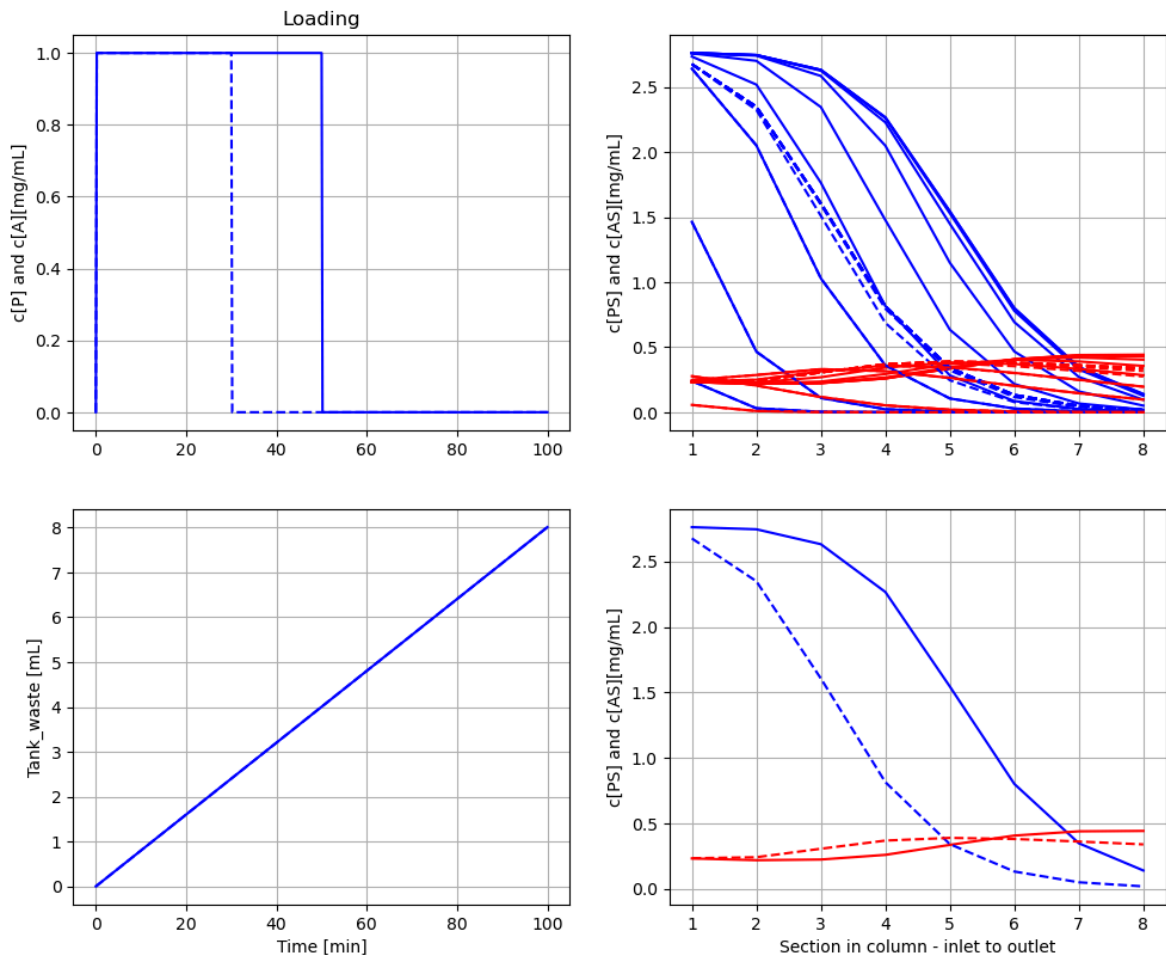 Loading
c[P] and c[A][mg/mL]
1.0
0.8
0.6
0.4
0.2
0.0
0 20 40 60 80 100
c[PS] and c[AS][mg/mL]
2.5
2.0
1.5
1.0
0.5
0.0
1 2 3 4 5 6 7 8
Tank_waste [mL]
8
7
6
5
4
3
2
1
0
0 20 40 60 80 100
Time [min]
c[PS] and c[AS][mg/mL]
2.5
2.0
1.5
1.0
0.5
0.0
1 2 3 4 5 6 7 8
Section in column - inlet to outlet